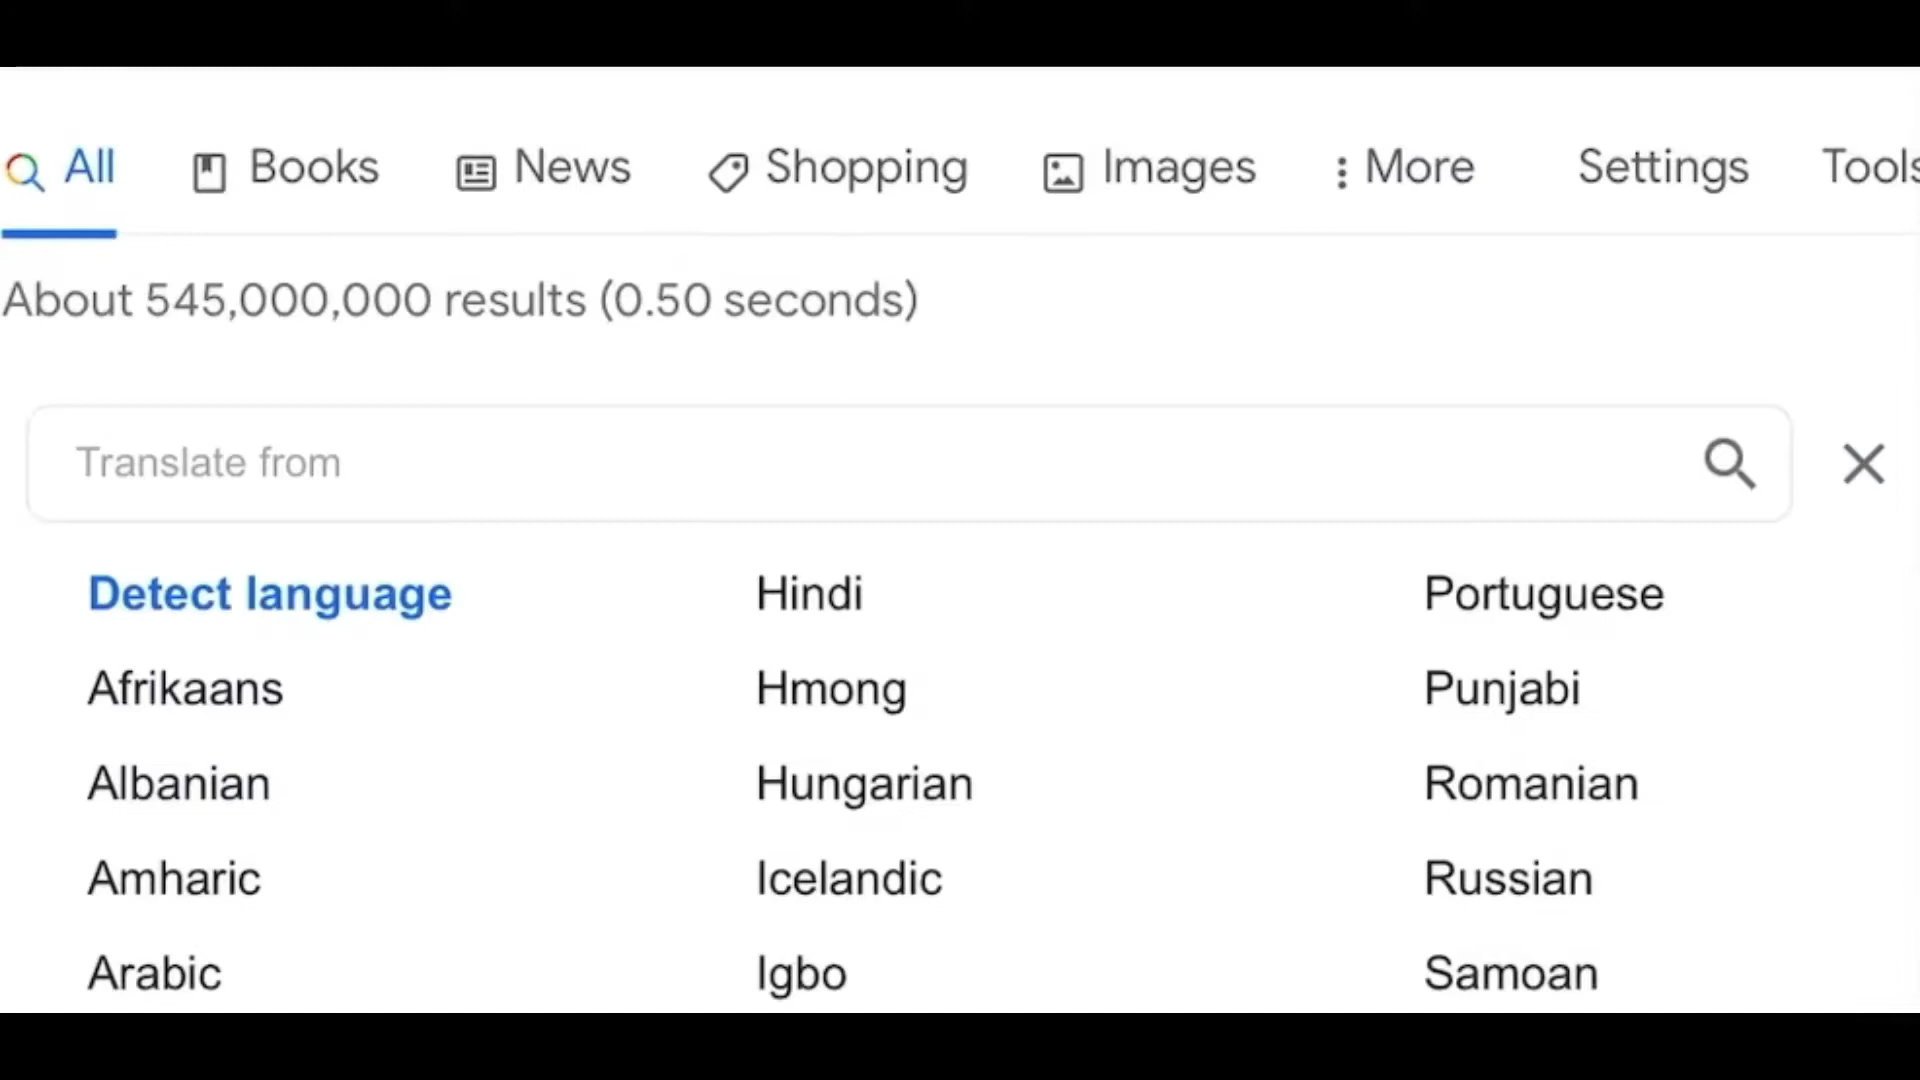 All Books News Shopping Images More Settings Tools
About 545,000,000 results (0.50 seconds)
Translate from
Detect language Hindi Portuguese
Afrikaans Hmong Punjabi
Albanian Hungarian Romanian
Amharic Icelandic Russian
Arabic Igbo Samoan